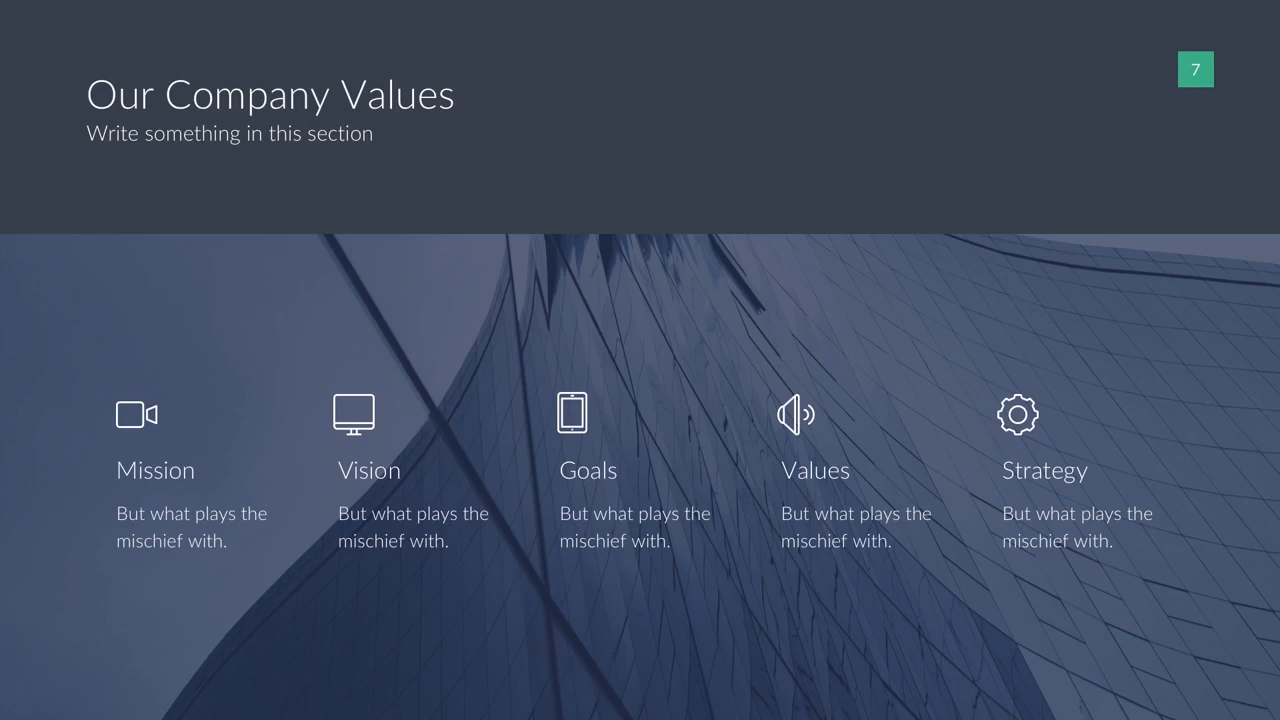 Our Company Values
Write something in this section
7
Mission
But what plays the
mischief with.
Vision
But what plays the
mischief with.
Goals
But what plays the
mischief with.
Values
But what plays the
mischief with.
Strategy
But what plays the
mischief with.